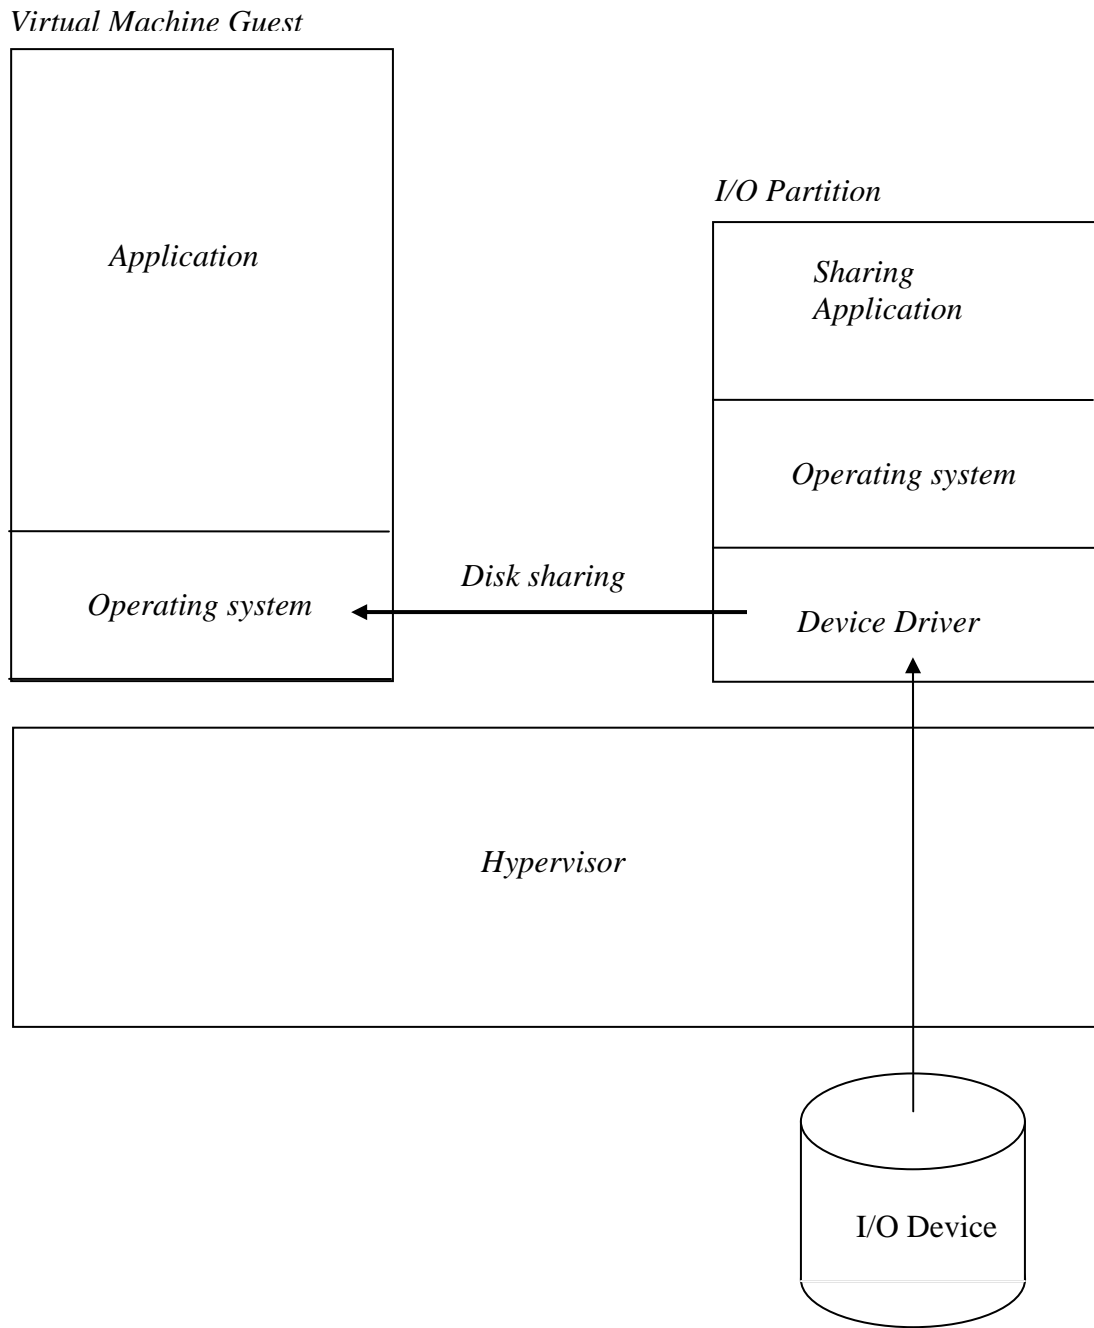 Virtual Machine Guest
I/O Partition
Application
Sharing
Application
Operating system
Disk sharing
Operating system
Device Driver
Hypervisor
I/O Device